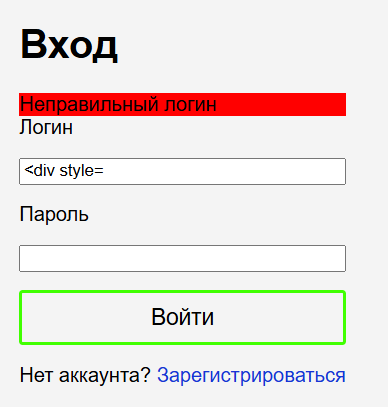 Вход
Неправильный логин
Логин
<div style=
Пароль
Войти
Нет аккаунта? Зарегистрироваться